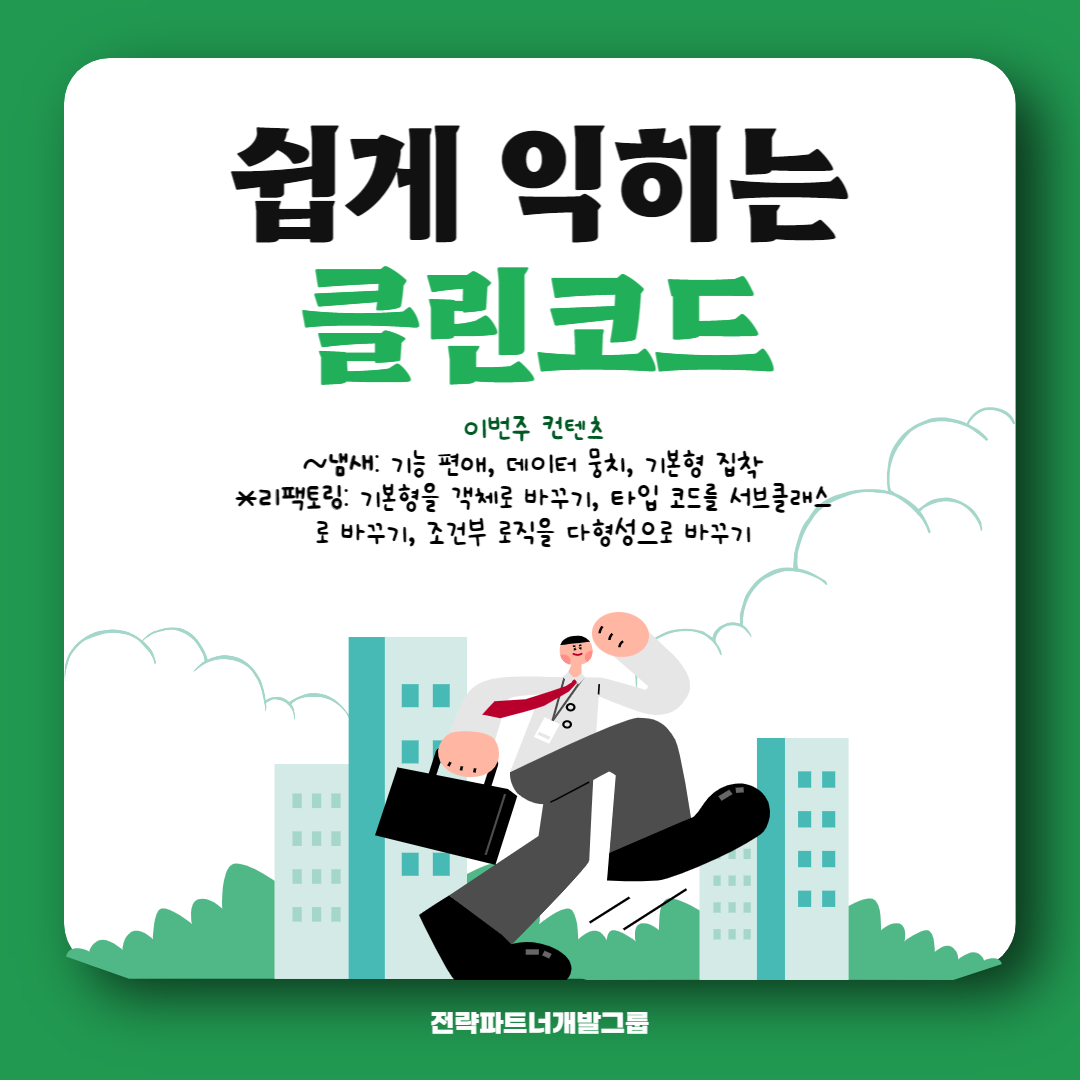 쉽게 익히는
클린코드
이번주 컨텐츠
~냄새: 기능 편애, 데이터 뭉치, 기본형 집착
*리팩토링: 기본형을 객체로 바꾸기, 타입 코드를 서브클래스
로 바꾸기, 조건부 로직을 다형성으로 바꾸기
전략파트너개발그룹